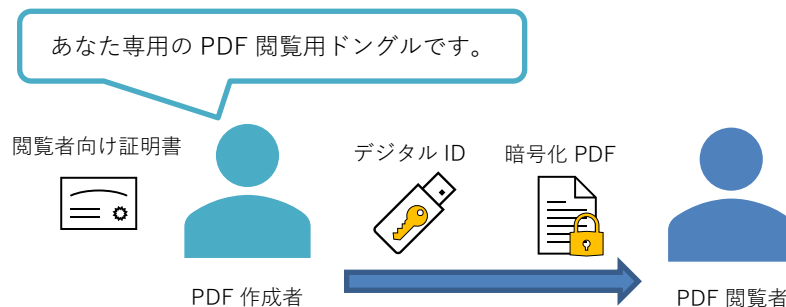 あなた専用の PDF 閲覧用ドングルです。
閲覧者向け証明書
デジタル ID
暗号化 PDF
PDF 作成者
PDF 閲覧者